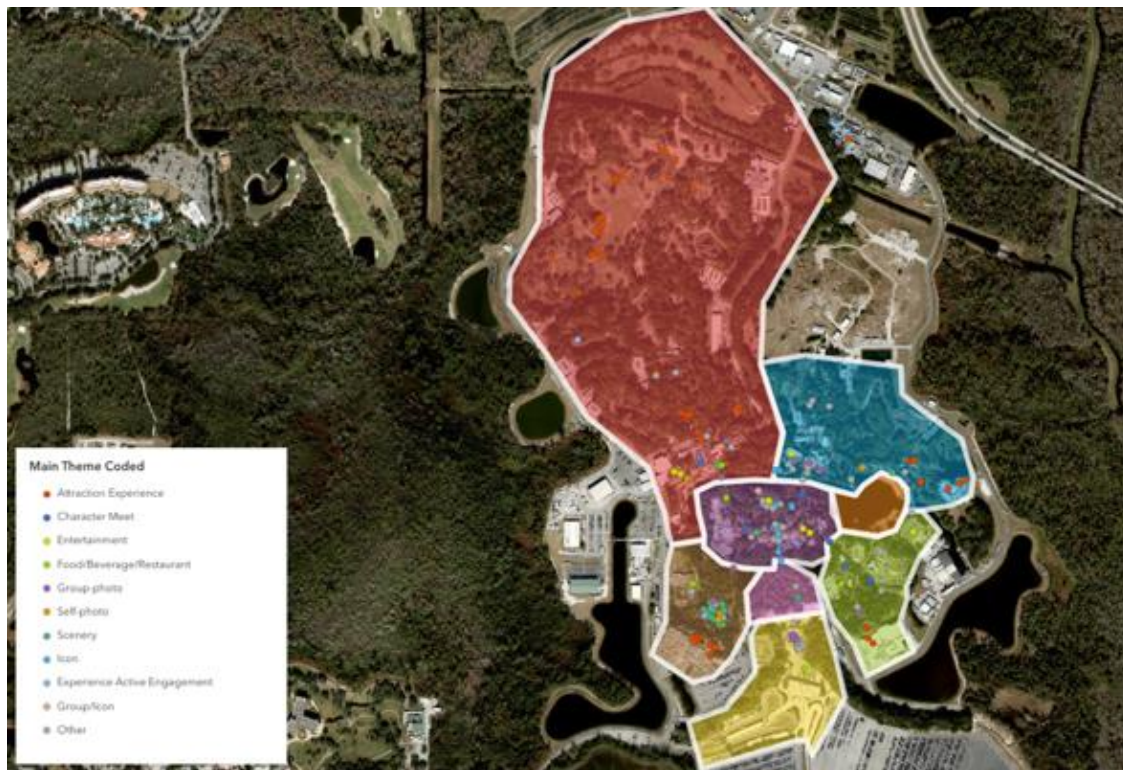 Main Theme Coded
Attraction Experience
Character Meet
Entertainment
Food/Beverage/Restaurant
Group-photo
Self-photo
Scenery
Icon
Experience Active Engagement
Group/Icon
Other